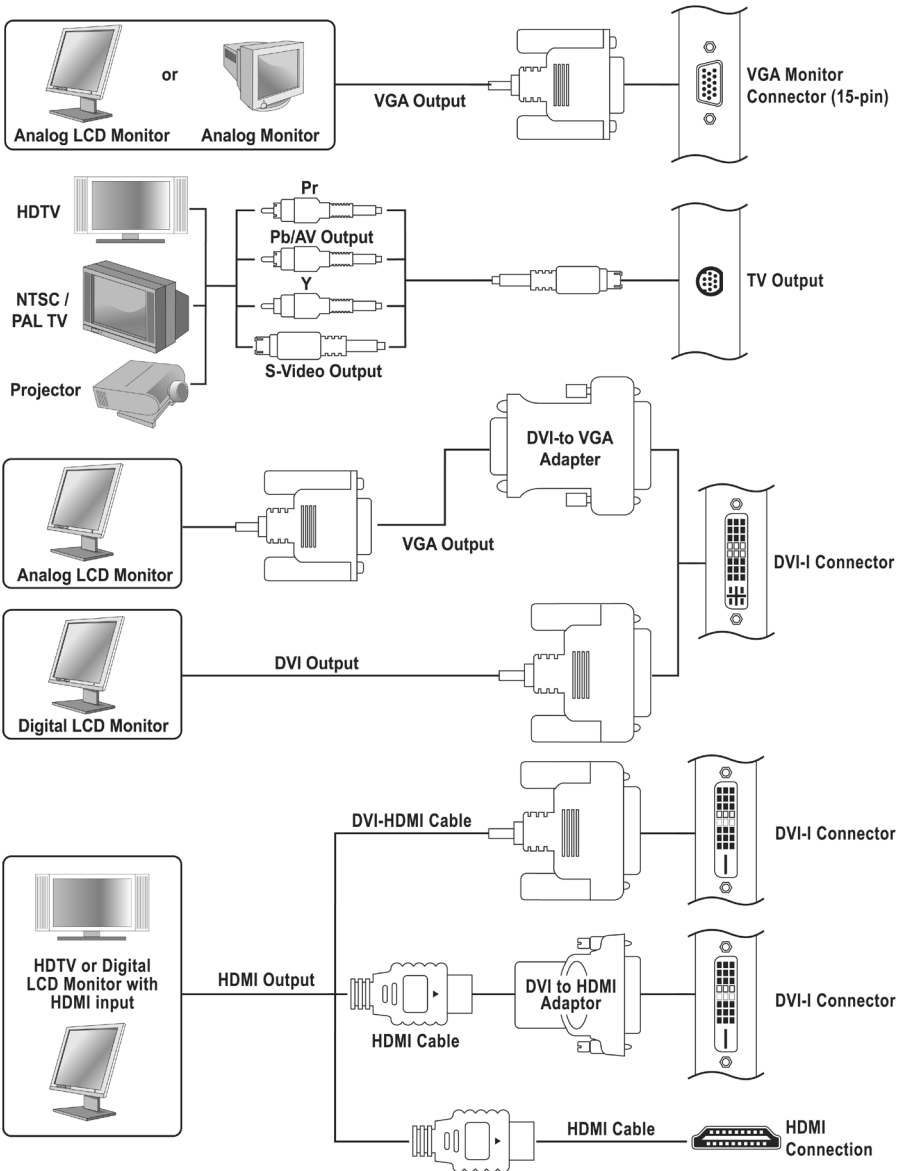 or
Analog LCD Monitor
Analog Monitor
VGA Output
VGA Monitor
Connector (15-pin)
HDTV
NTSC /
PAL TV
Projector
Pr
Pb/AV Output
Y
S-Video Output
TV Output
Analog LCD Monitor
VGA Output
DVI-to VGA
Adapter
DVI-I Connector
Digital LCD Monitor
DVI Output
HDTV or Digital
LCD Monitor with
HDMI input
HDMI Output
DVI-HDMI Cable
DVI-I Connector
HDMI Cable
DVI to HDMI
Adaptor
DVI-I Connector
HDMI Cable
HDMI
Connection